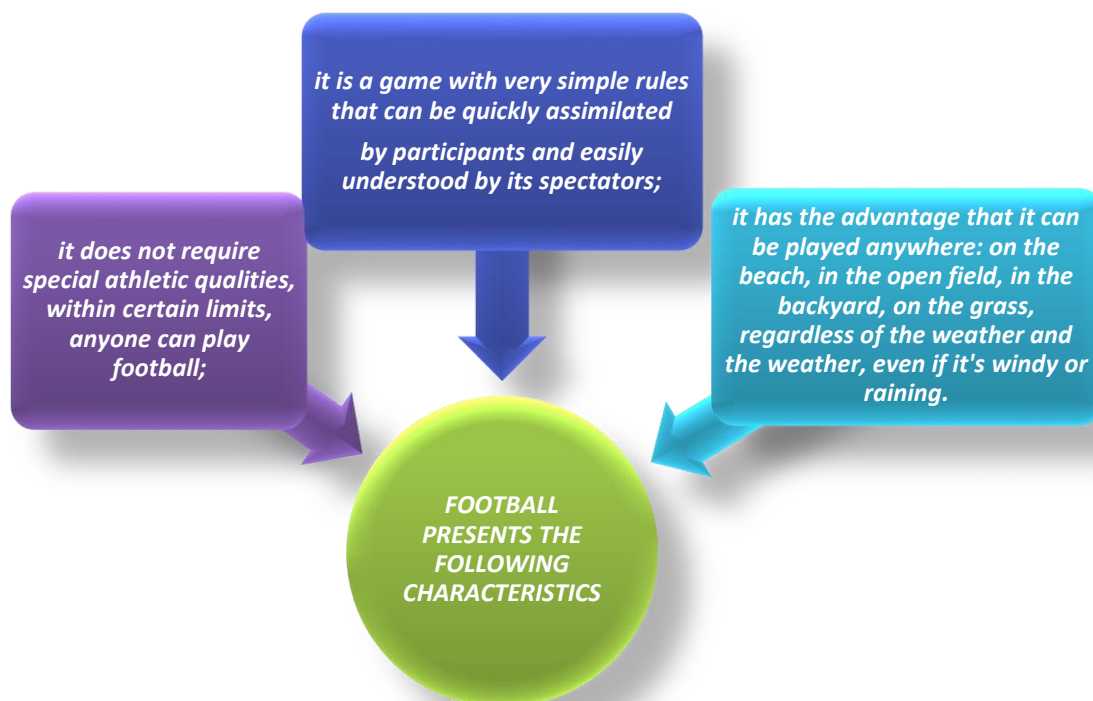 it is a game with very simple rules
that can be quickly assimilated
by participants and easily
understood by its spectators;
it does not require
special athletic qualities,
within certain limits,
anyone can play
football;
it has the advantage that it can
be played anywhere: on the
beach, in the open field, in the
backyard, on the grass,
regardless of the weather and
the weather, even if it's windy or
raining.
FOOTBALL
PRESENTS THE
FOLLOWING
CHARACTERISTICS